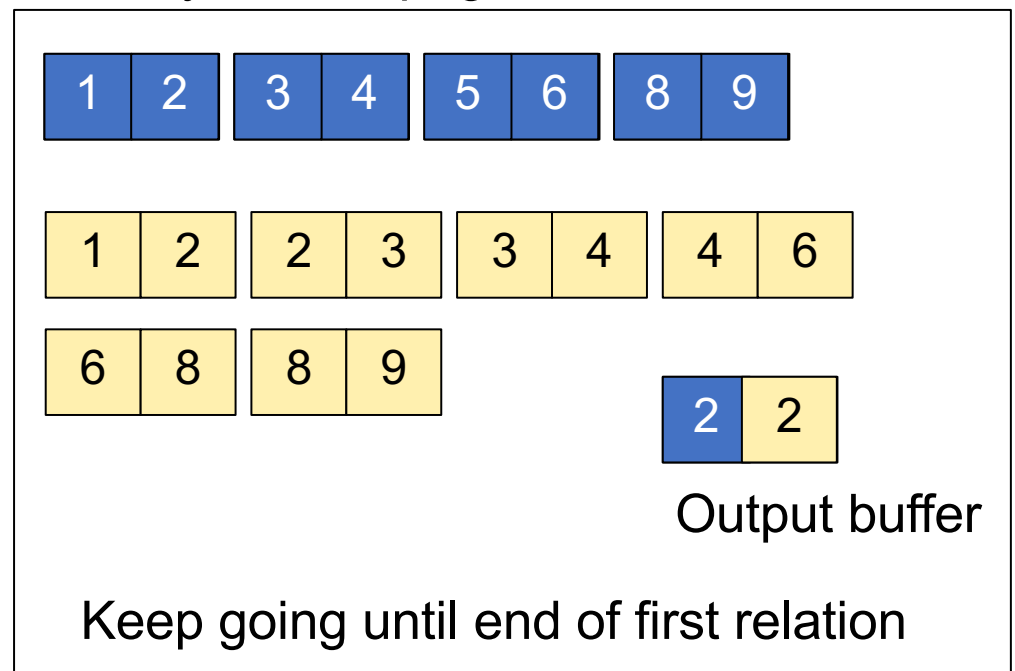 1 2 3 4 5 6 8 9
1 2 2 3 3 4 4 6
6 8 8 9
2 2
Output buffer
Keep going until end of first relation